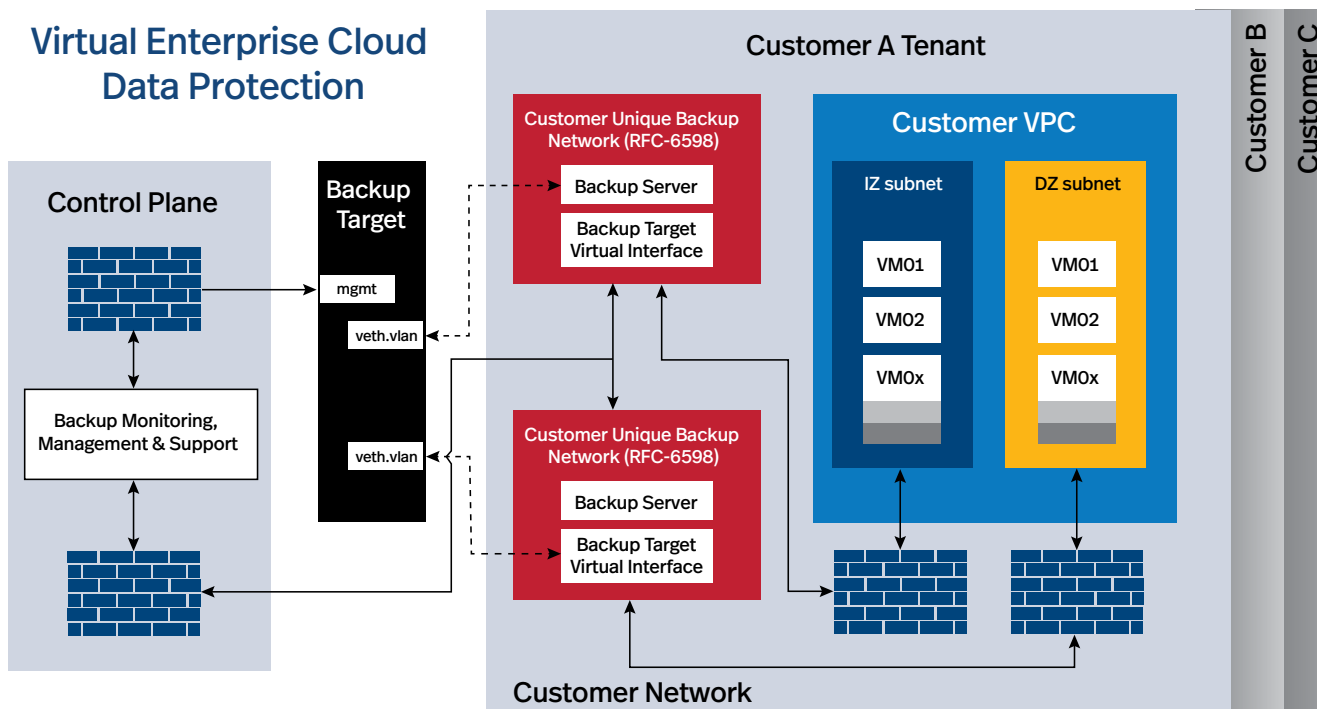 Virtual Enterprise Cloud
Data Protection
Control Plane
Backup Monitoring,
Management & Support
Backup
Target
mgmt
veth.vlan
veth.vlan
Customer A Tenant
Customer Unique Backup
Network (RFC-6598)
Backup Server
Backup Target
Virtual Interface
Customer Unique Backup
Network (RFC-6598)
Backup Server
Backup Target
Virtual Interface
Customer VPC
IZ subnet
VM01
VM02
VM0x
DZ subnet
VM01
VM02
VM0x
Customer Network
Customer B
Customer C